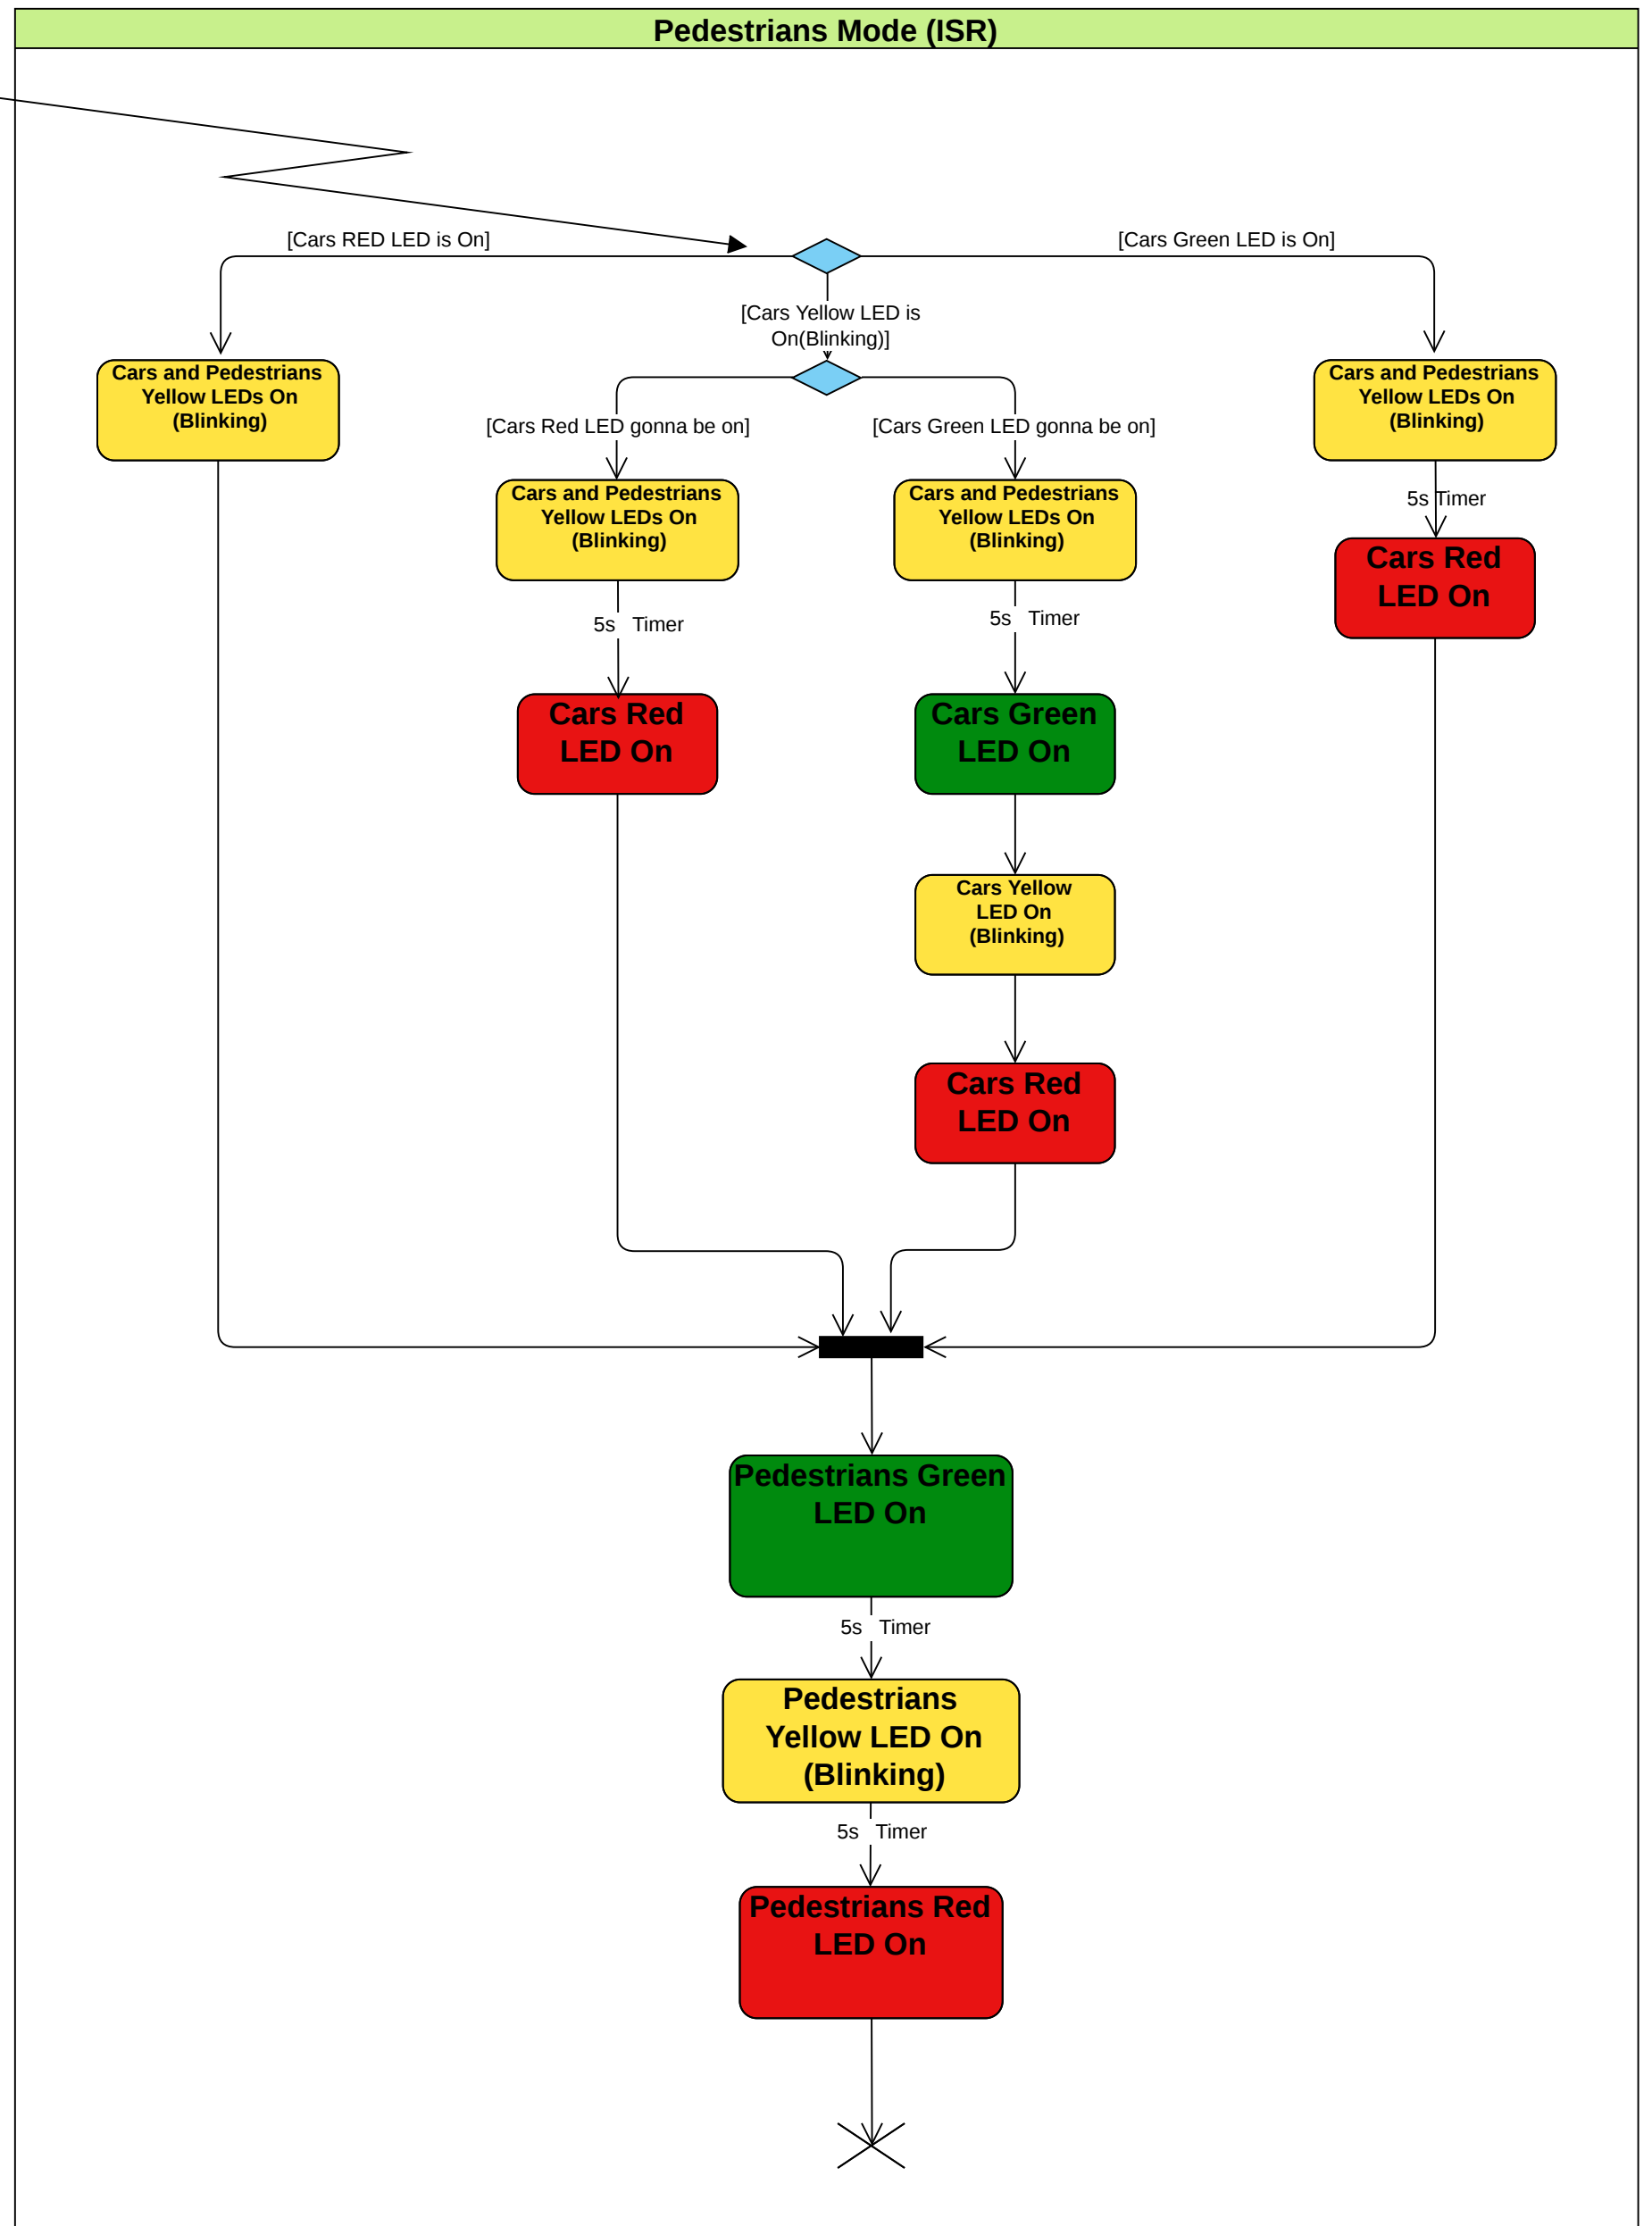 Pedestrians Mode (ISR)
[Cars RED LED is On]
[Cars Green LED is On]
[Cars Yellow LED is
On(Blinking)]
Cars and Pedestrians
Yellow LEDs On
(Blinking)
Cars and Pedestrians
Yellow LEDs On
(Blinking)
[Cars Red LED gonna be on]
[Cars Green LED gonna be on]
Cars and Pedestrians
Yellow LEDs On
(Blinking)
Cars and Pedestrians
Yellow LEDs On
(Blinking)
5s Timer
Cars Red
LED On
5s Timer
5s Timer
Cars Red
LED On
Cars Green
LED On
Cars Yellow
LED On
(Blinking)
Cars Red
LED On
Pedestrians Green
LED On
5s Timer
Pedestrians
Yellow LED On
(Blinking)
5s Timer
Pedestrians Red
LED On